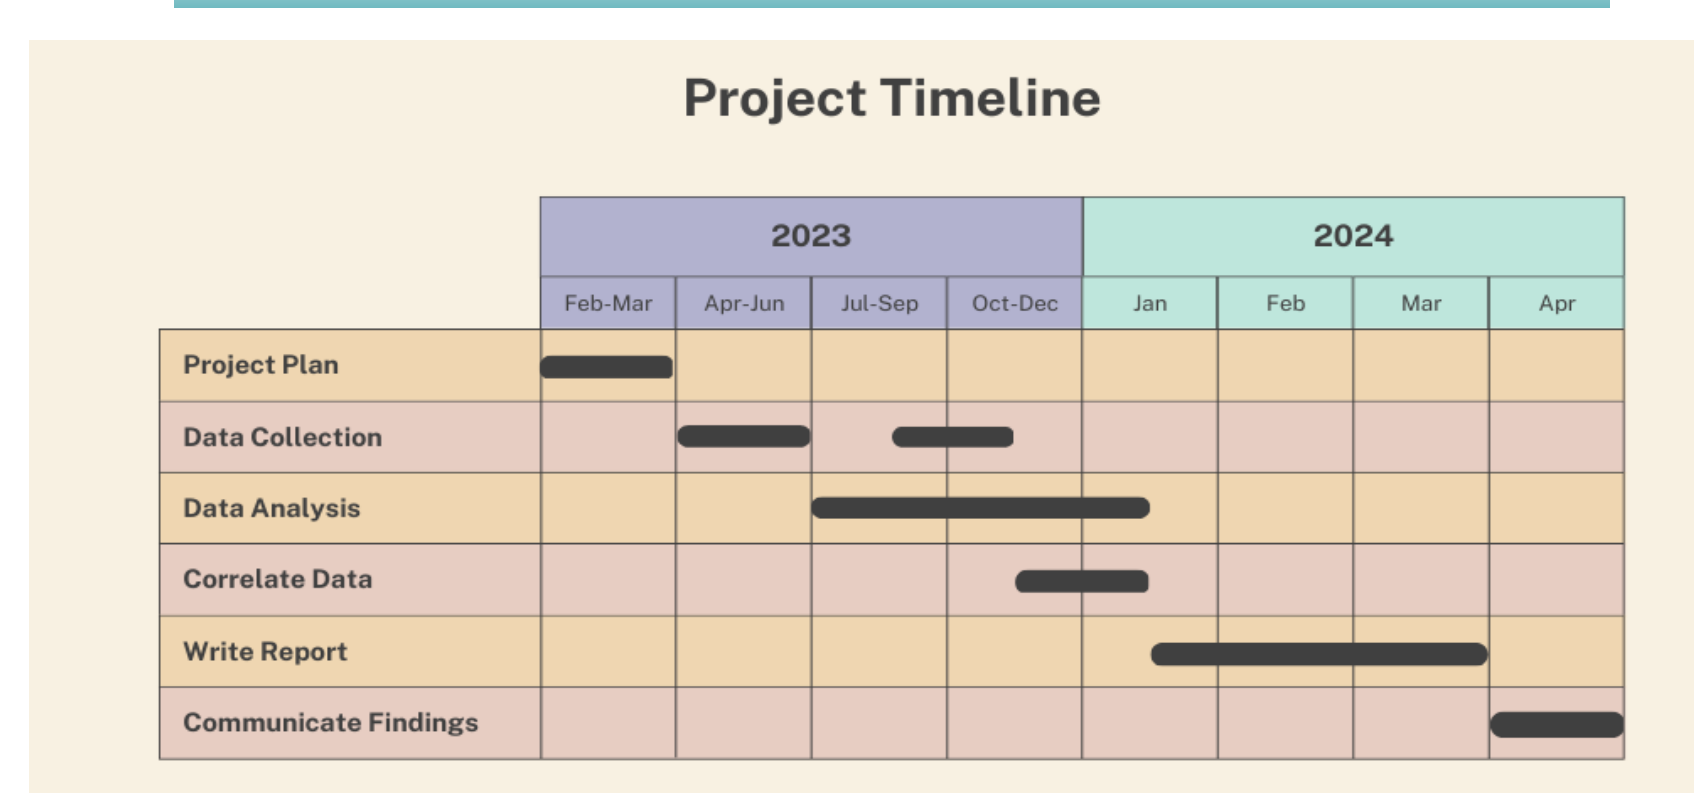 Project Timeline
2023 2024
Feb-Mar Apr-Jun Jul-Sep Oct-Dec Jan Feb Mar Apr
Project Plan
Data Collection
Data Analysis
Correlate Data
Write Report
Communicate Findings